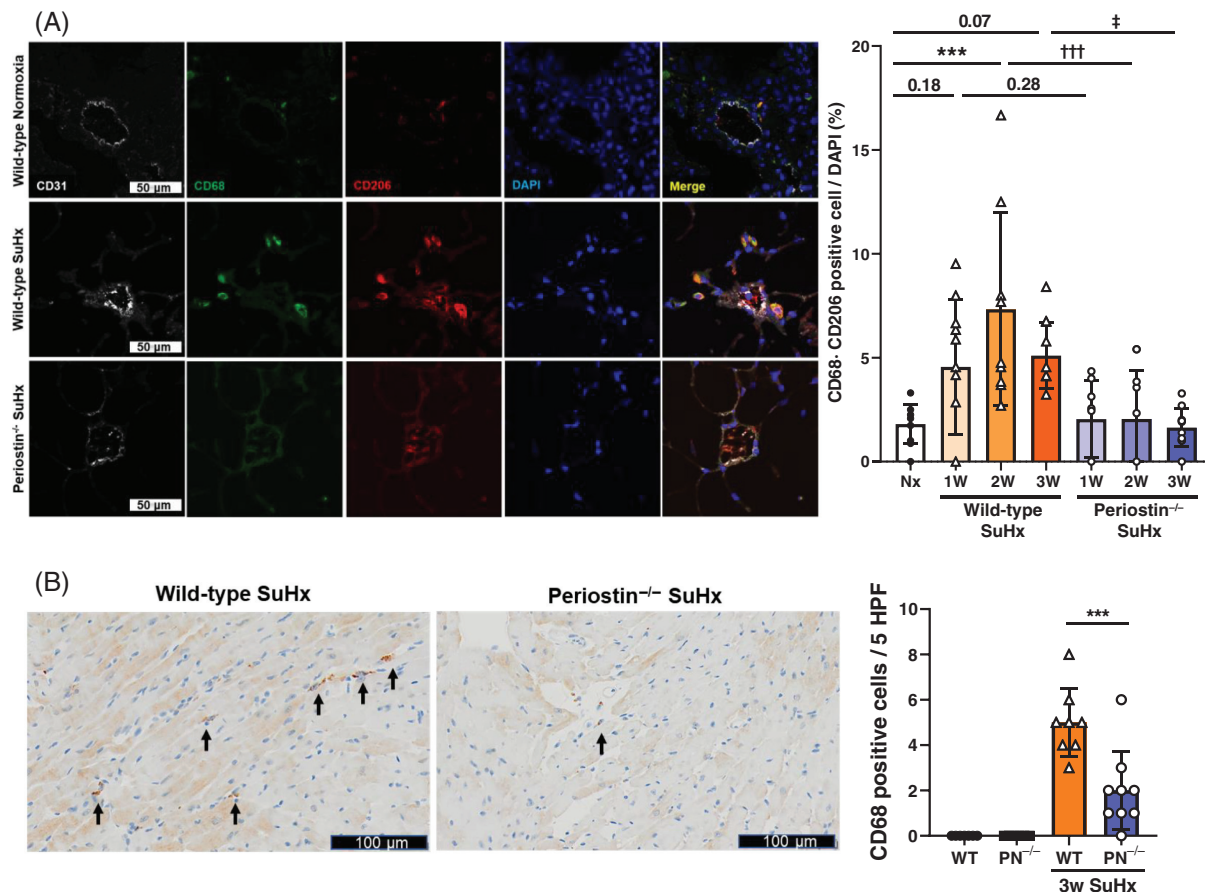 (A)
Wild-type Normoxia
CD31
50 µm
CD68
CD206
DAPI
Merge
Wild-type SuHx
50 µm
Periostin-/- SuHx
50 µm
0.07
‡
***
†††
0.18
0.28
CD68· CD206 positive cell / DAPI (%)
20
15
10
5
0
Nx
1W
2W
3W
1W
2W
3W
Wild-type
SuHx
Periostin–/–
SuHx
(B)
Wild-type SuHx
100 µm
Periostin–/– SuHx
100 µm
CD68 positive cells / 5 HPF
10
8
6
4
2
0
***
WT
PN–/–
WT
PN–/–
3w SuHx